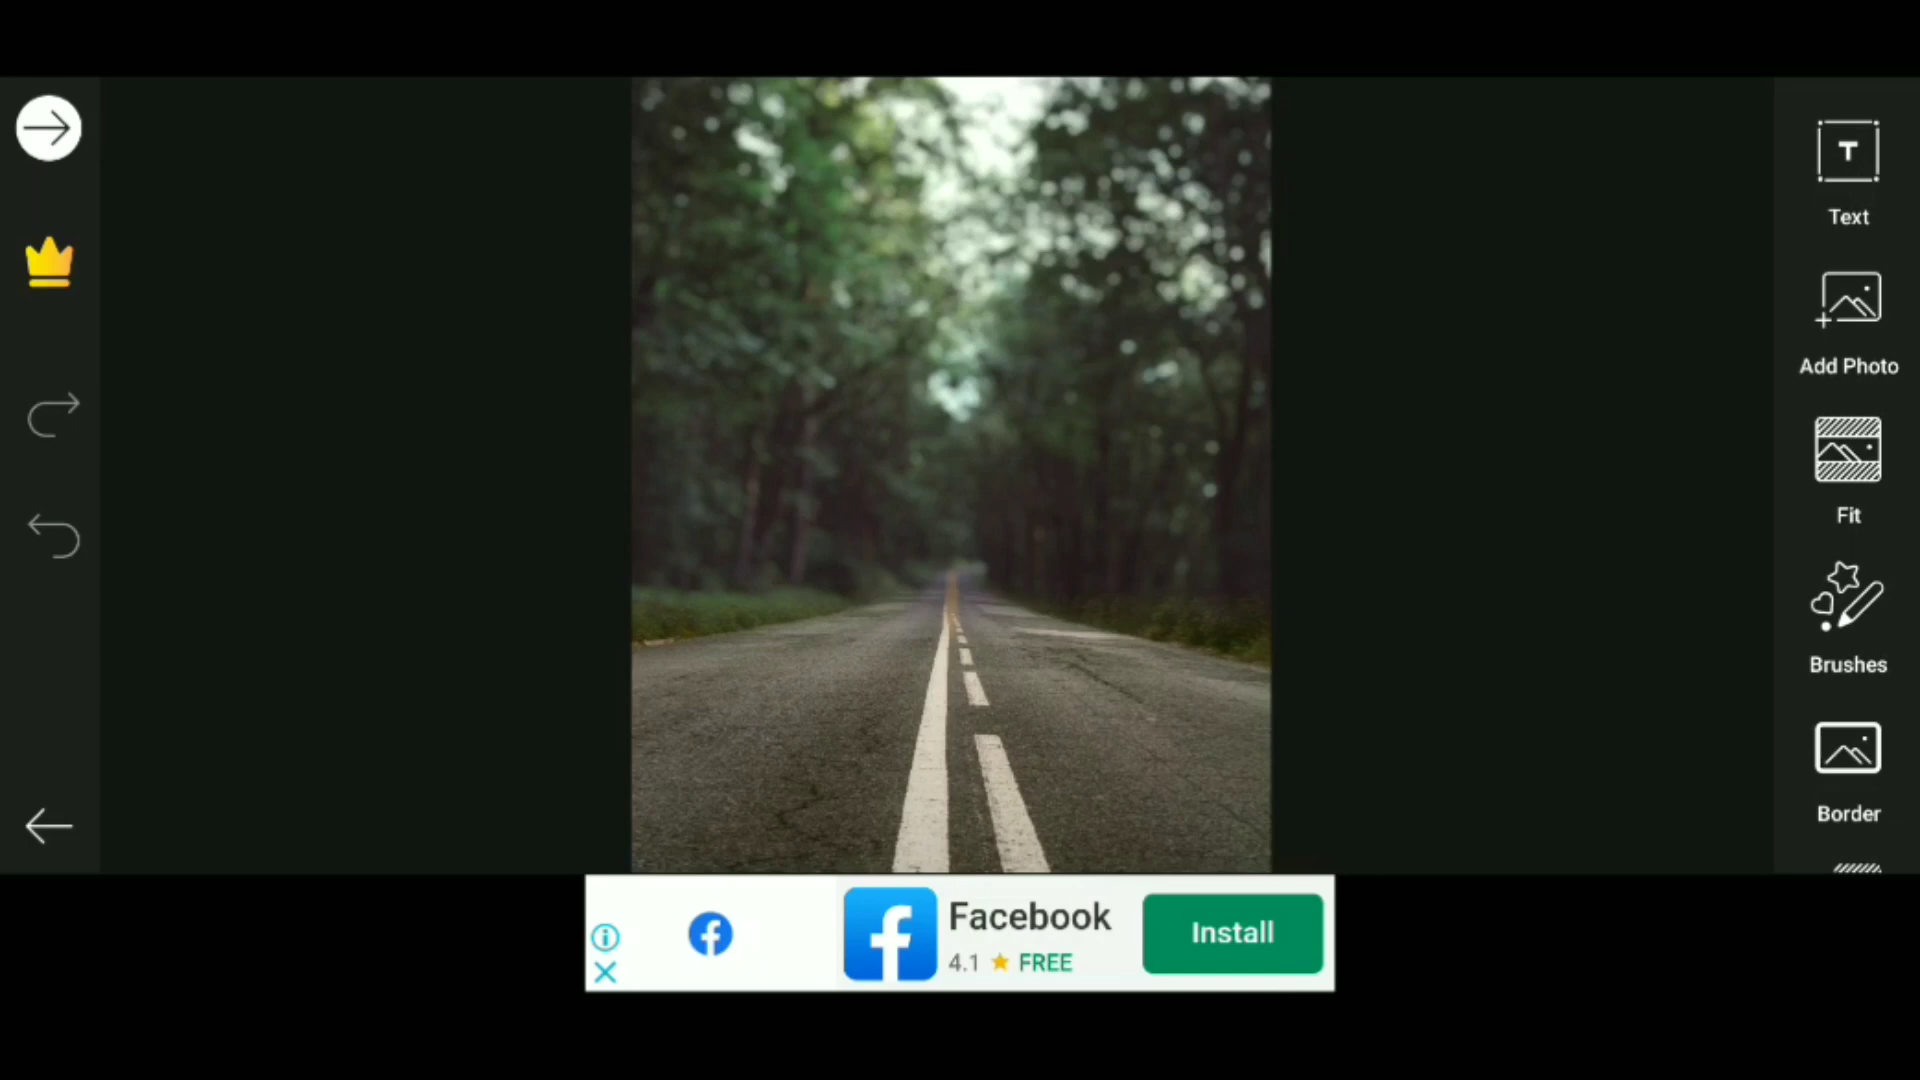 T
Text
Add Photo
Fit
Brushes
Border
Facebook
4.1 ★ FREE
Install